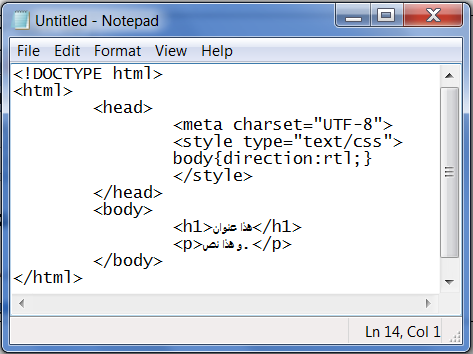 Untitled - Notepad
File Edit Format View Help
<!DOCTYPE html>
<html>
<head>
<meta charset="UTF-8">
<style type="text/css">
body{direction:rtl;}
</style>
</head>
<body>
<h1>هذا عنوان</h1>
<p>و هذا نص.</p>
</body>
</html>
Ln 14, Col 1